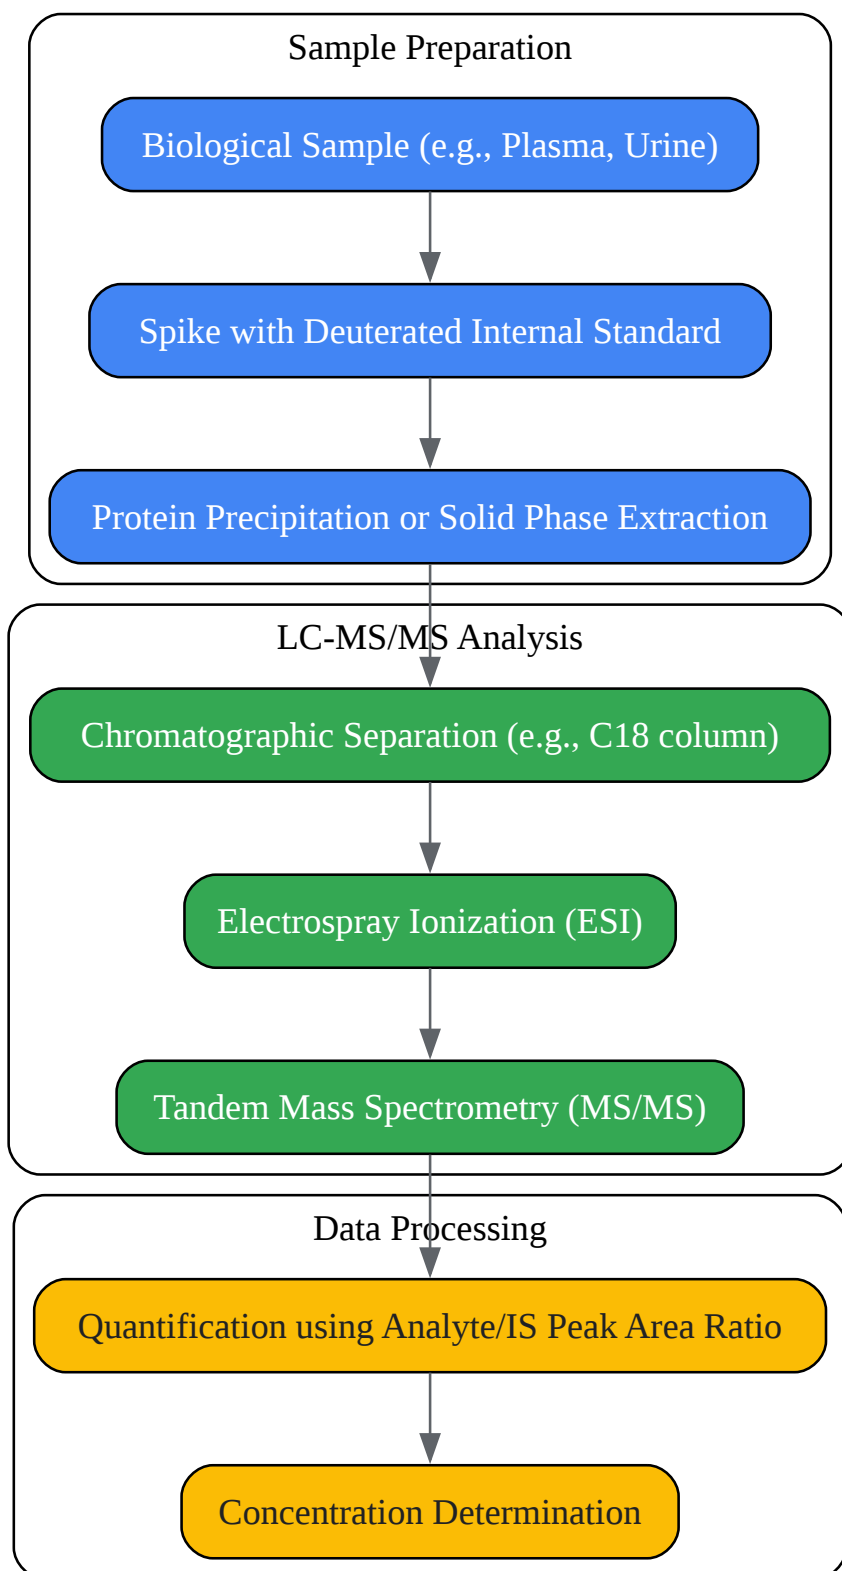 Sample Preparation
Biological Sample (e.g., Plasma, Urine)
Spike with Deuterated Internal Standard
Protein Precipitation or Solid Phase Extraction
LC-MS/MS Analysis
Chromatographic Separation (e.g., C18 column)
Electrospray Ionization (ESI)
Tandem Mass Spectrometry (MS/MS)
Data Processing
Quantification using Analyte/IS Peak Area Ratio
Concentration Determination